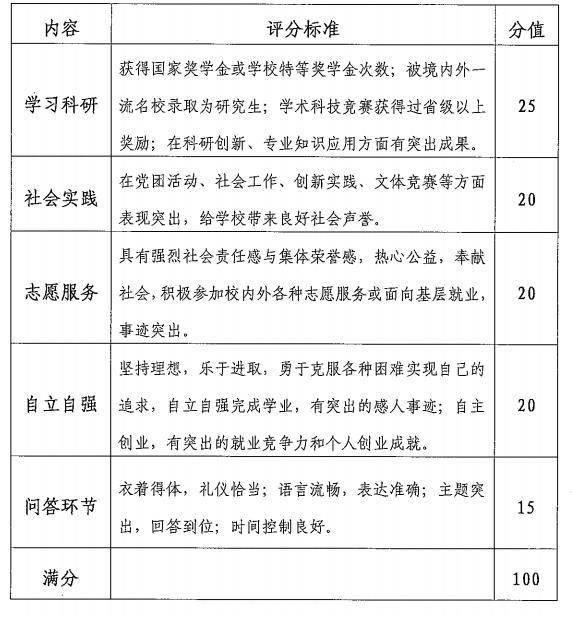 内容 评分标准 分值
获得国家奖学金或学校特等奖学金次数；被境内外一
学习科研 流名校录取为研究生；学术科技竞赛获得过省级以上 25
奖励；在科研创新、专业知识应用方面有突出成果。
在党团活动、社会工作、创新实践、文体竞赛等方面
社会实践 20
表现突出，给学校带来良好社会声誉。
具有强烈社会责任感与集体荣誉感，热心公益，奉献
志愿服务 社会，积极参加校内外各种志愿服务或面向基层就业， 20
事迹突出。
坚持理想，乐于进取，勇于克服各种困难实现自己的
自立自强 追求，自立自强完成学业，有突出的感人事迹；自主 20
创业，有突出的就业竞争力和个人创业成就。
衣着得体，礼仪恰当；语言流畅，表达准确；主题突
问答环节 15
出，回答到位；时间控制良好。
满分 100